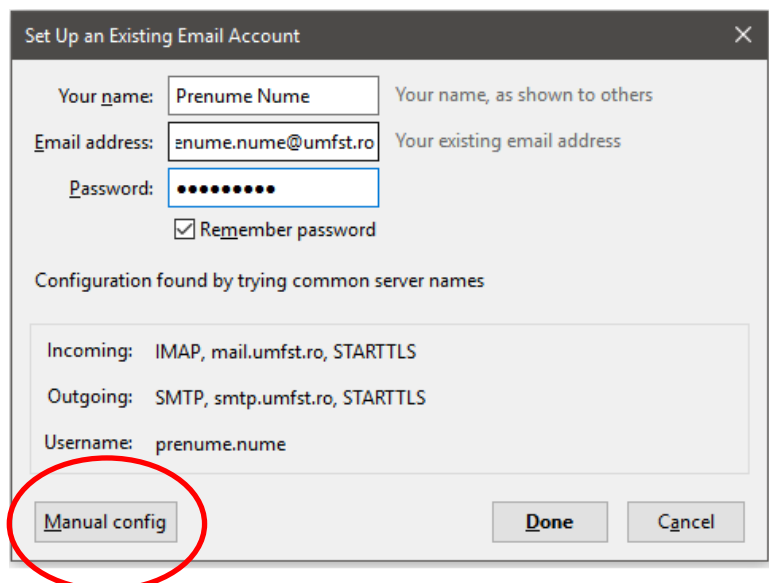 Set Up an Existing Email Account
Your name: Prenume Nume Your name, as shown to others
Email address: enume.nume@umfst.ro Your existing email address
Password: •••••••••
Remember password
Configuration found by trying common server names
Incoming: IMAP, mail.umfst.ro, STARTTLS
Outgoing: SMTP, smtp.umfst.ro, STARTTLS
Username: prenume.nume
Manual config Done Cancel